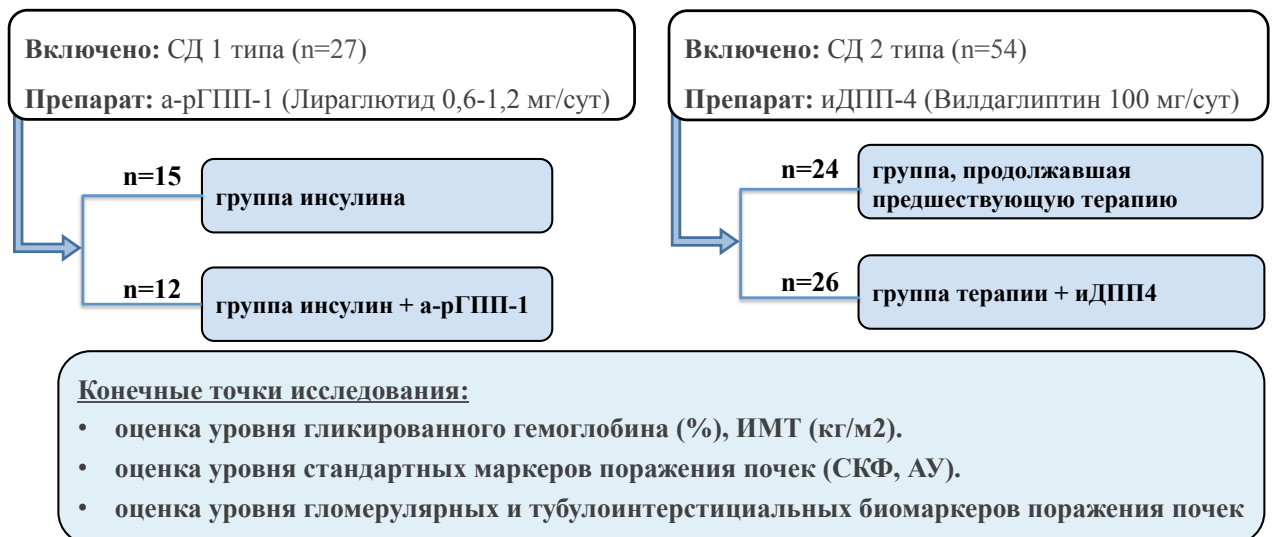 Включено: СД 1 типа (n=27)
Препарат: а-рГПП-1 (Лираглютид 0,6-1,2 мг/сут)
n=15
группа инсулина
n=12
группа инсулин + а-рГПП-1
Включено: СД 2 типа (n=54)
Препарат: иДПП-4 (Вилдаглиптин 100 мг/сут)
n=24
группа, продолжавшая
предшествующую терапию
n=26
группа терапии + иДПП4
Конечные точки исследования:
• оценка уровня гликированного гемоглобина (%), ИМТ (кг/м2).
• оценка уровня стандартных маркеров поражения почек (СКФ, АУ).
• оценка уровня гломерулярных и тубулоинтерстициальных биомаркеров поражения почек